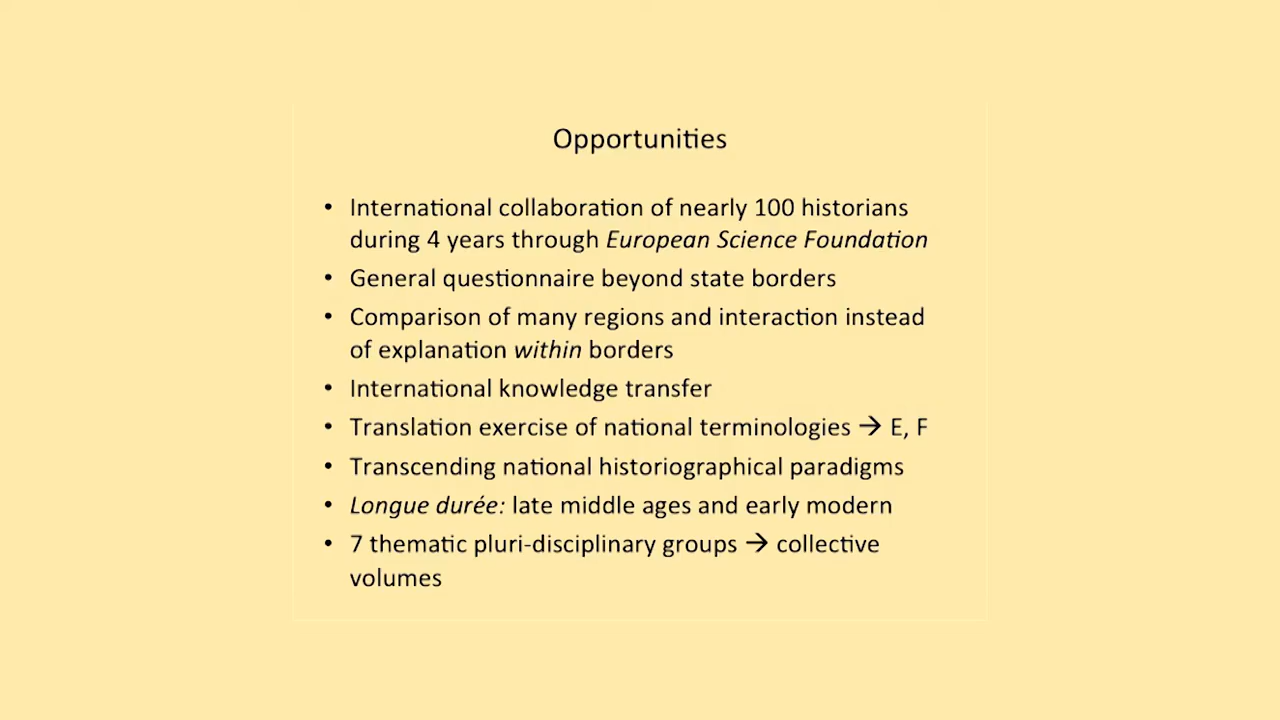 Opportunities
• International collaboration of nearly 100 historians
during 4 years through European Science Foundation
• General questionnaire beyond state borders
• Comparison of many regions and interaction instead
of explanation within borders
• International knowledge transfer
• Translation exercise of national terminologies → E, F
• Transcending national historiographical paradigms
• Longue durée: late middle ages and early modern
• 7 thematic pluri-disciplinary groups → collective
volumes